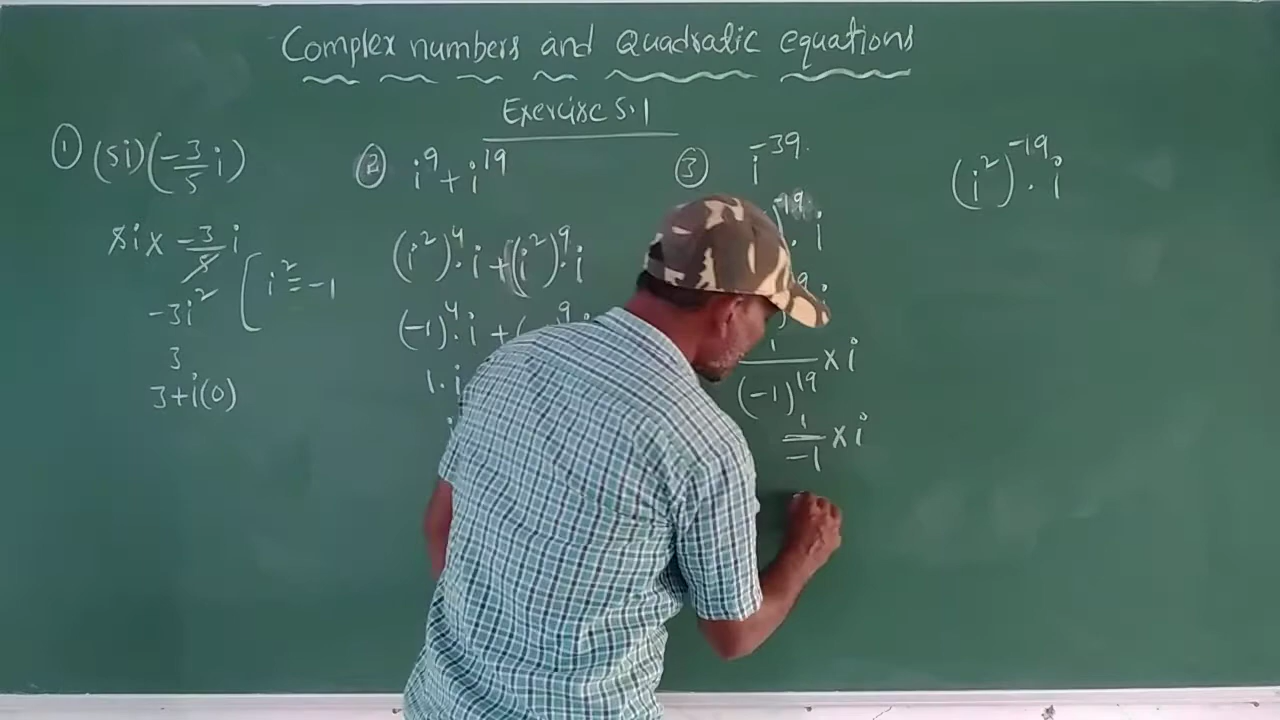 Complex numbers and Quadratic equations
Exercise 5.1
① (5i)(-3/5 i)
5i x -3/5 i
-3i² [ i² = -1
3
3+i(0)
② i⁹ + i¹⁹
(i²)⁴.i + (i²)⁹.i
(-1)⁴.i + ( ⁹ i
1.i
i
③ i⁻³⁹
)⁻¹⁹.i
i
1/(-1)¹⁹ x i
1/-1 x i
(i²)⁻¹⁹.i